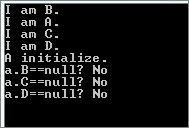 I am B.
I am A.
I am C.
I am D.
A initialize.
a.B==null? No
a.C==null? No
a.D==null? No